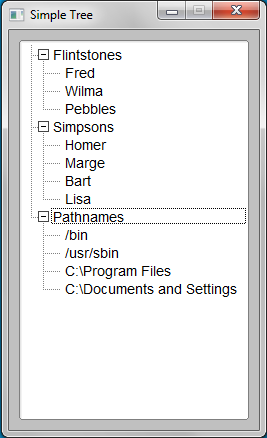 Simple Tree
Flintstones
Fred
Wilma
Pebbles
Simpsons
Homer
Marge
Bart
Lisa
Pathnames
/bin
/usr/sbin
C:\Program Files
C:\Documents and Settings